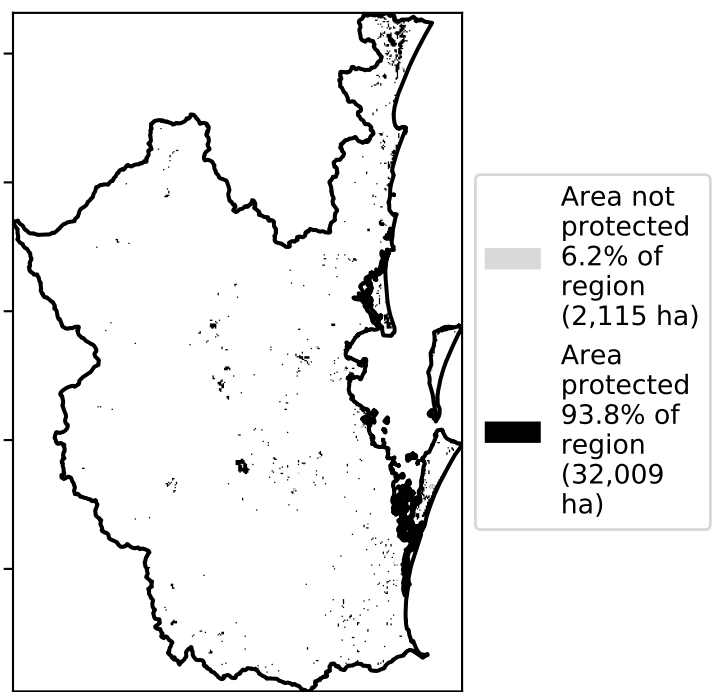 Area not
protected
6.2% of
region
(2,115 ha)
Area
protected
93.8% of
region
(32,009
ha)